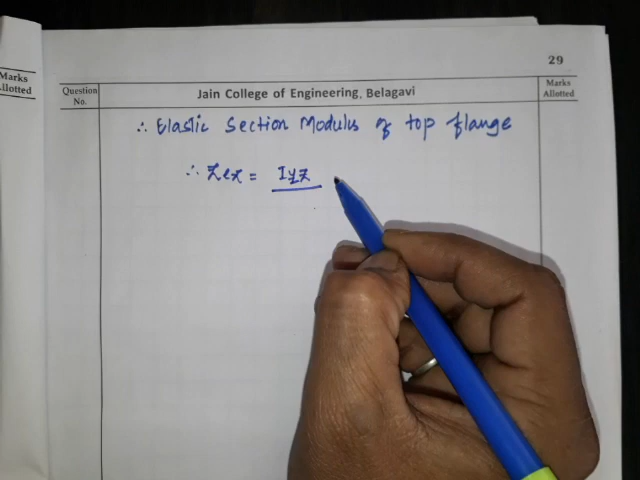 29
Marks
Allotted
Question
No.
Jain College of Engineering, Belagavi
Marks
Allotted
∴ Elastic Section Modulus of top flange
∴ Zex = Iyz